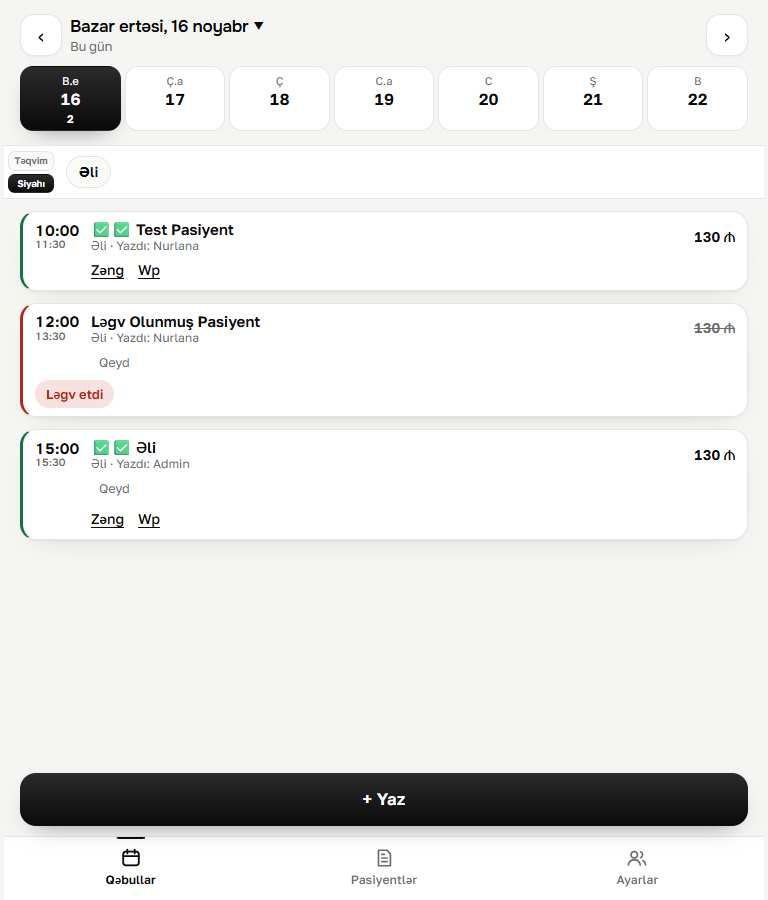 ‹
Bazar ertəsi, 16 noyabr ▼
Bu gün
›
B.e
16
2
Ç.a
17
Ç
18
C.a
19
C
20
Ş
21
B
22
Təqvim
Siyahı
Əli
10:00
11:30
✅ ✅ Test Pasiyent
Əli · Yazdı: Nurlana
130 ₼
Zəng Wp
12:00
13:30
Ləgv Olunmuş Pasiyent
Əli · Yazdı: Nurlana
130 ₼
Qeyd
Ləgv etdi
15:00
15:30
✅ ✅ Əli
Əli · Yazdı: Admin
130 ₼
Qeyd
Zəng Wp
+ Yaz
Qəbullar
Pasiyentlər
Ayarlar